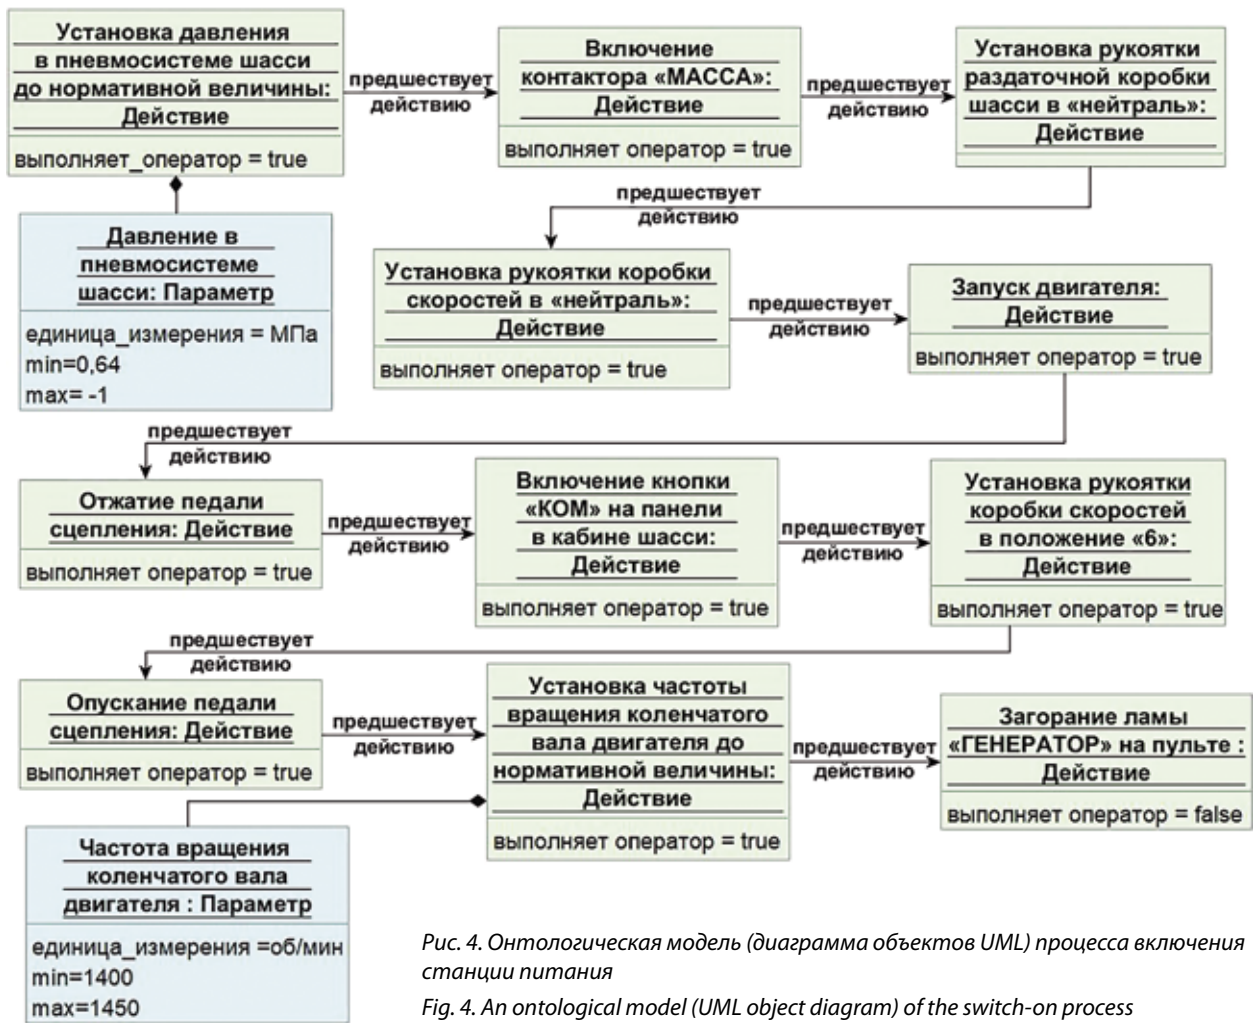 Установка давления
в пневмосистеме шасси
до нормативной величины:
Действие
выполняет_оператор = true
предшествует
действию
Включение
контактора «МАССА»:
Действие
выполняет оператор = true
предшествует
действию
Установка рукоятки
раздаточной коробки
шасси в «нейтраль»:
Действие
Давление в
пневмосистеме
шасси: Параметр
единица_измерения = МПа
min=0,64
max= -1
предшествует
действию
Установка рукоятки коробки
скоростей в «нейтраль»:
Действие
выполняет оператор = true
предшествует
действию
Запуск двигателя:
Действие
выполняет оператор = true
предшествует
действию
Отжатие педали
сцепления: Действие
выполняет оператор = true
предшествует
действию
Включение кнопки
«КОМ» на панели
в кабине шасси:
Действие
выполняет оператор = true
предшествует
действию
Установка рукоятки
коробки скоростей
в положение «6»:
Действие
выполняет оператор = true
предшествует
действию
Опускание педали
сцепления: Действие
выполняет оператор = true
предшествует
действию
Установка частоты
вращения коленчатого
вала двигателя до
нормативной величины:
Действие
выполняет оператор = true
предшествует
действию
Загорание ламы
«ГЕНЕРАТОР» на пульте :
Действие
выполняет оператор = false
Частота вращения
коленчатого вала
двигателя : Параметр
единица_измерения =об/мин
min=1400
max=1450
Рис. 4. Онтологическая модель (диаграмма объектов UML) процесса включения
станции питания
Fig. 4. An ontological model (UML object diagram) of the switch-on process